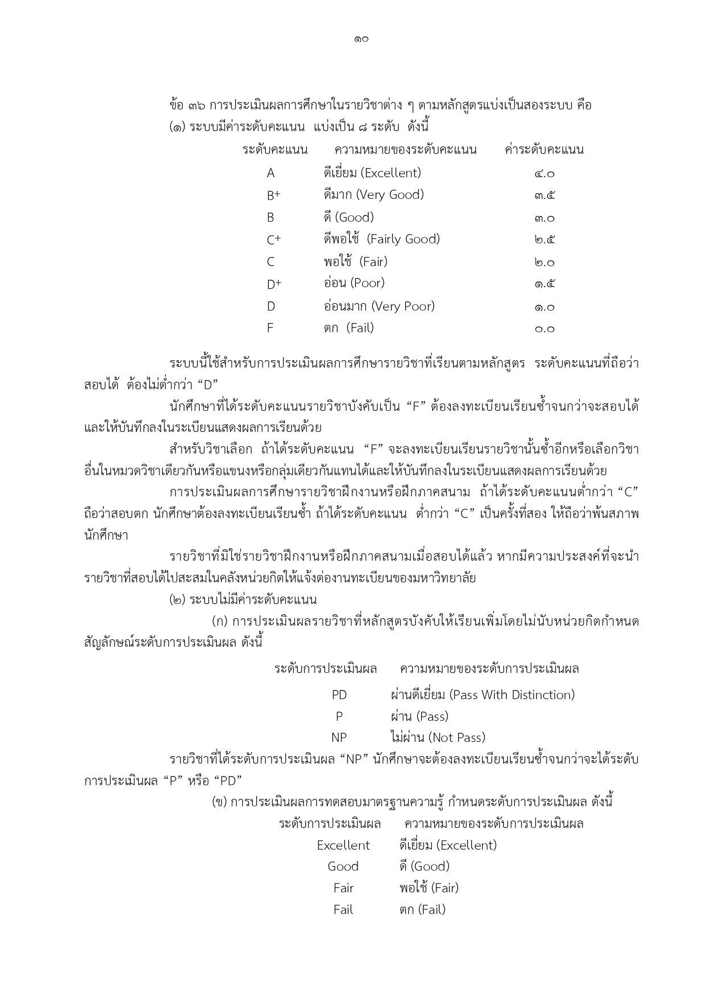 ๑๐
ข้อ ๓๖ การประเมินผลการศึกษาในรายวิชาต่าง ๆ ตามหลักสูตรแบ่งเป็นสองระบบ คือ
(๑) ระบบมีค่าระดับคะแนน แบ่งเป็น ๘ ระดับ ดังนี้
ระดับคะแนน ความหมายของระดับคะแนน ค่าระดับคะแนน
A ดีเยี่ยม (Excellent) ๔.๐
B+ ดีมาก (Very Good) ๓.๕
B ดี (Good) ๓.๐
C+ ดีพอใช้ (Fairly Good) ๒.๕
C พอใช้ (Fair) ๒.๐
D+ อ่อน (Poor) ๑.๕
D อ่อนมาก (Very Poor) ๑.๐
F ตก (Fail) ๐.๐
ระบบนี้ใช้สำหรับการประเมินผลการศึกษารายวิชาที่เรียนตามหลักสูตร ระดับคะแนนที่ถือว่า
สอบได้ ต้องไม่ต่ำกว่า “D”
นักศึกษาที่ได้ระดับคะแนนรายวิชาบังคับเป็น “F” ต้องลงทะเบียนเรียนซ้ำจนกว่าจะสอบได้
และให้บันทึกลงในระเบียนแสดงผลการเรียนด้วย
สำหรับวิชาเลือก ถ้าได้ระดับคะแนน “F” จะลงทะเบียนเรียนรายวิชานั้นซ้ำอีกหรือเลือกวิชา
อื่นในหมวดวิชาเดียวกันหรือแขนงหรือกลุ่มเดียวกันแทนได้และให้บันทึกลงในระเบียนแสดงผลการเรียนด้วย
การประเมินผลการศึกษารายวิชาฝึกงานหรือฝึกภาคสนาม ถ้าได้ระดับคะแนนต่ำกว่า “C”
ถือว่าสอบตก นักศึกษาต้องลงทะเบียนเรียนซ้ำ ถ้าได้ระดับคะแนน ต่ำกว่า “C” เป็นครั้งที่สอง ให้ถือว่าพ้นสภาพ
นักศึกษา
รายวิชาที่มิใช่รายวิชาฝึกงานหรือฝึกภาคสนามเมื่อสอบได้แล้ว หากมีความประสงค์ที่จะนำ
รายวิชาที่สอบได้ไปสะสมในคลังหน่วยกิตให้แจ้งต่องานทะเบียนของมหาวิทยาลัย
(๒) ระบบไม่มีค่าระดับคะแนน
(ก) การประเมินผลรายวิชาที่หลักสูตรบังคับให้เรียนเพิ่มโดยไม่นับหน่วยกิตกำหนด
สัญลักษณ์ระดับการประเมินผล ดังนี้
ระดับการประเมินผล ความหมายของระดับการประเมินผล
PD ผ่านดีเยี่ยม (Pass With Distinction)
P ผ่าน (Pass)
NP ไม่ผ่าน (Not Pass)
รายวิชาที่ได้ระดับการประเมินผล “NP” นักศึกษาจะต้องลงทะเบียนเรียนซ้ำจนกว่าจะได้ระดับ
การประเมินผล “P” หรือ “PD”
(ข) การประเมินผลการทดสอบมาตรฐานความรู้ กำหนดระดับการประเมินผล ดังนี้
ระดับการประเมินผล ความหมายของระดับการประเมินผล
Excellent ดีเยี่ยม (Excellent)
Good ดี (Good)
Fair พอใช้ (Fair)
Fail ตก (Fail)